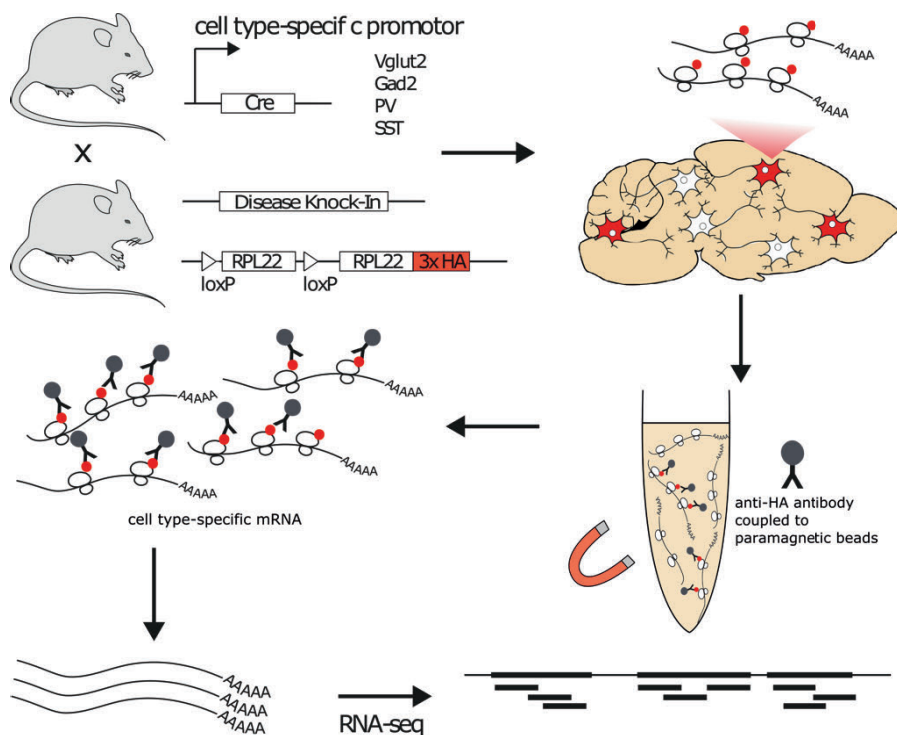 cell type-specif c promotor
Vglut2
Gad2
PV
SST
Cre
X
Disease Knock-In
RPL22
RPL22
3x HA
loxP
loxP
AAAAA
AAAAA
AAAAA
AAAAA
AAAAA
AAAAA
cell type-specific mRNA
anti-HA antibody
coupled to
paramagnetic beads
AAAAA
AAAAA
AAAAA
RNA-seq